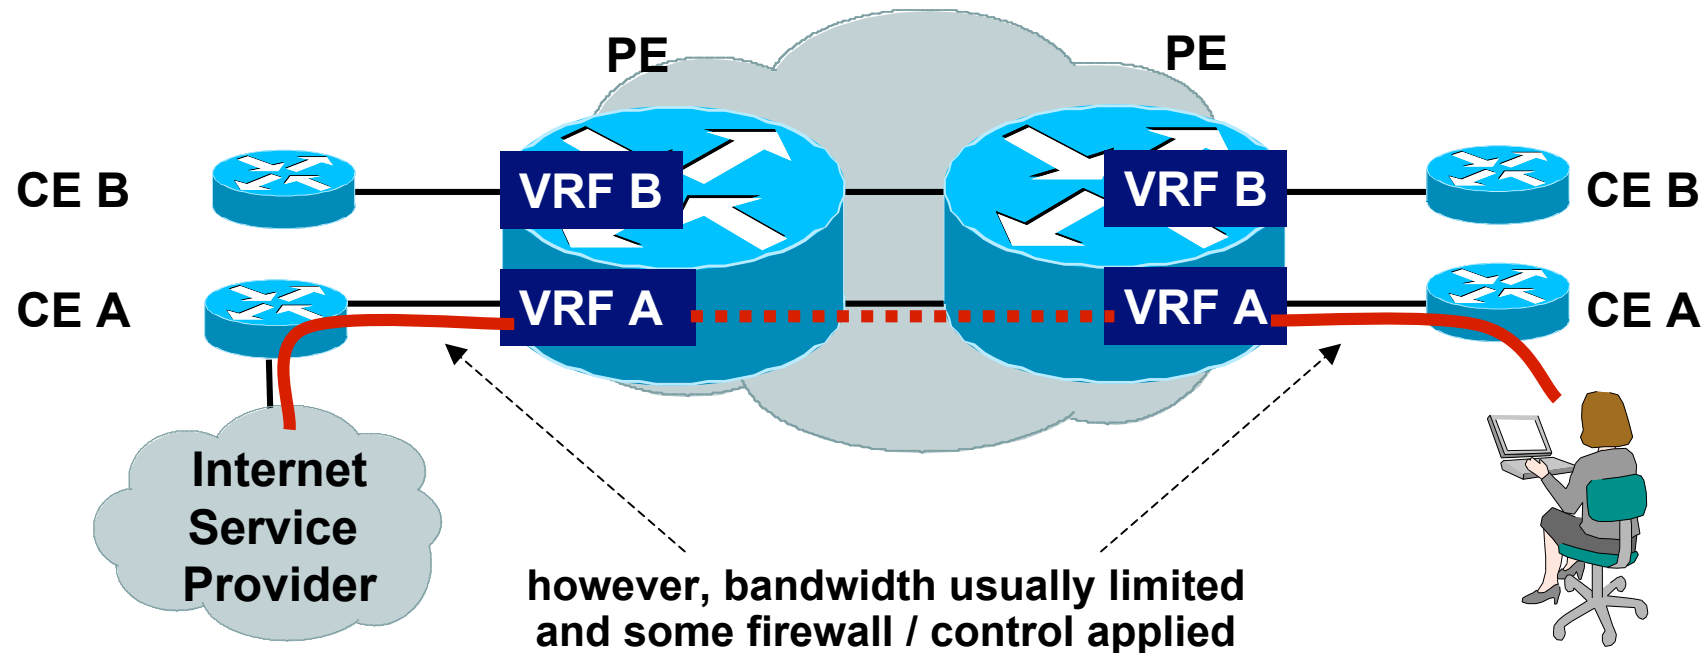 PE
PE
CE B
VRF B
VRF B
CE B
CE A
VRF A
VRF A
CE A
Internet
Service
Provider
however, bandwidth usually limited
and some firewall / control applied